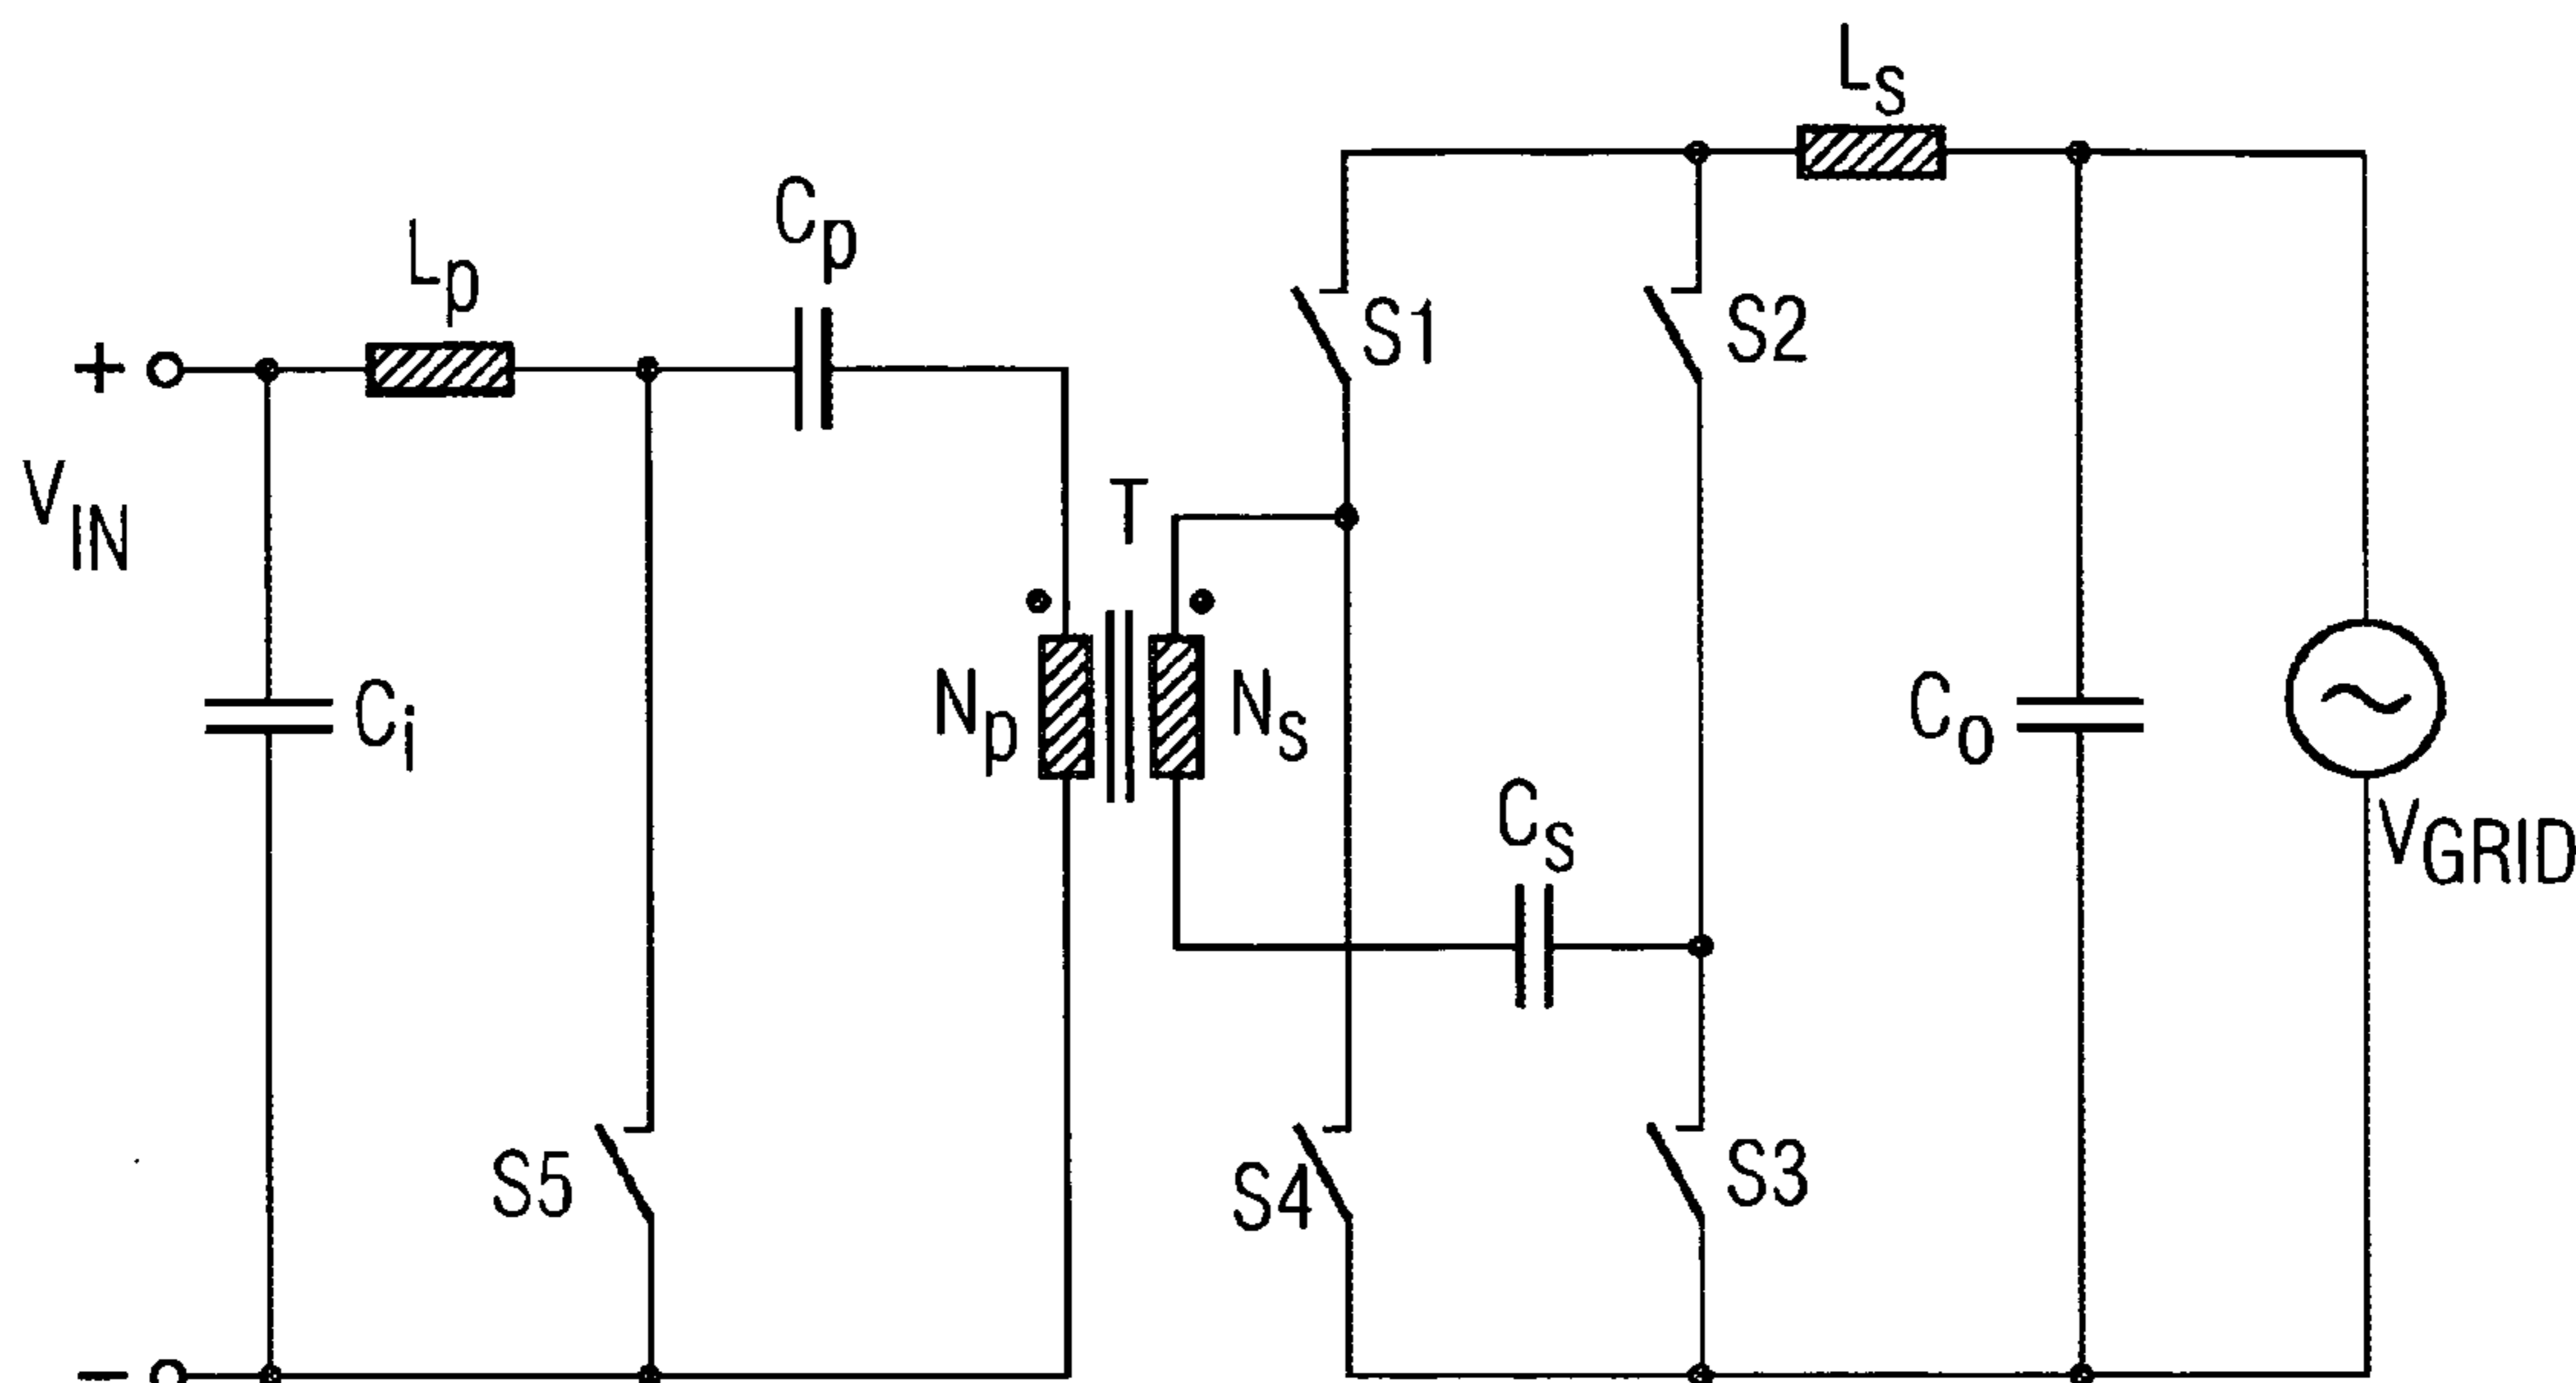 Ls
Cp
Lp
S1
S2
+
VIN
T
Ci
Np
Ns
Co
Cs
VGRID
S5
S4
S3
−